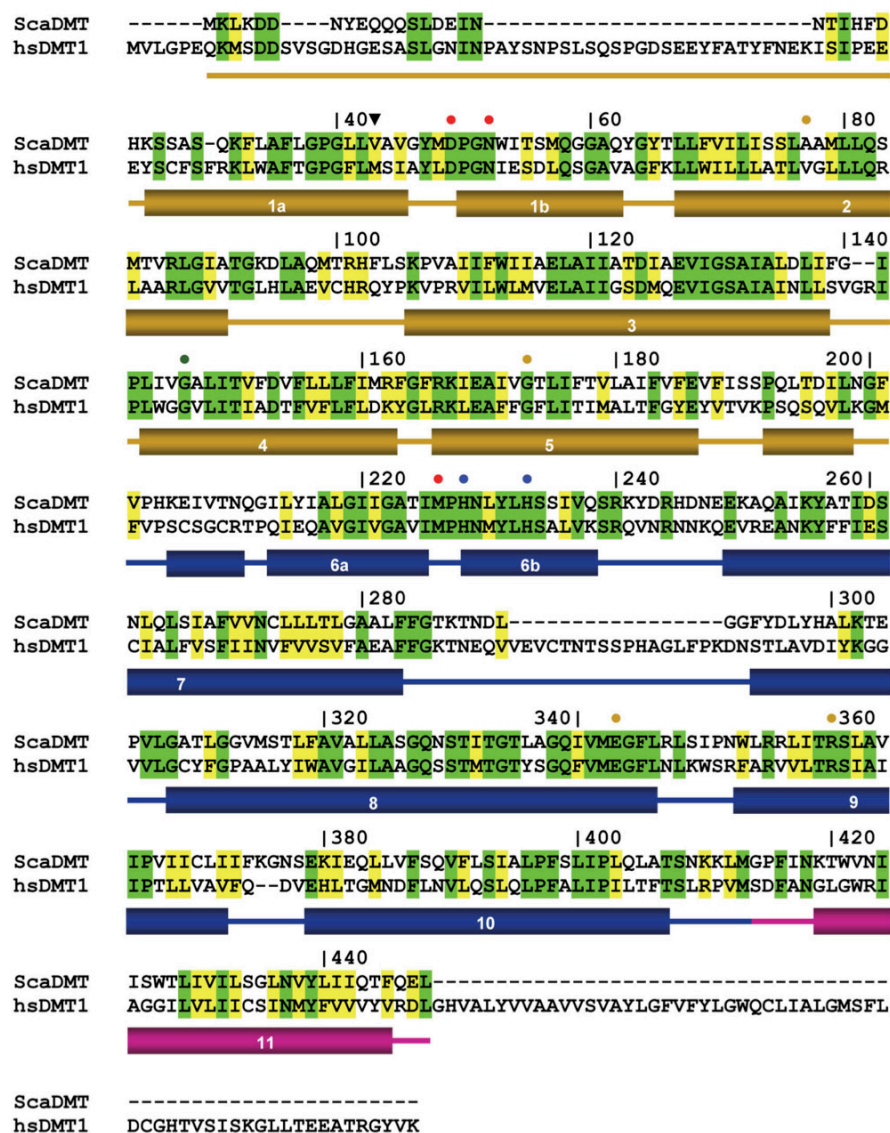 ScaDMT ------MKLKDD----NYEQQQSLDEIN--------------------------NTIHFD
hsDMT1 MVLGPEQKMSDDSVSGDHGESASLGNINPAYSNPSLSQSPGDSEEYFATYFNEKISIPEE
|40 |60 |80
ScaDMT HKSSAS-QKFLAFLGPGLLVAVGYMDPGNWITSMQGGAQYGYTLLFVILISSLAAMLLQS
hsDMT1 EYSCFSFRKLWAFTGPGFLMSIAYLDPGNIESDLQSGAVAGFKLLWILLLATLVGLLLQR
1a 1b 2
|100 |120 |140
ScaDMT MTVRLGIATGKDLAQMTRHFLSKPVAIIFWIIAELAIIATDIAEVIGSAIALDLIFG--I
hsDMT1 LAARLGVVTGLHLAEVCHRQYPKVPRVILWLMVELAIIGSDMQEVIGSAIAINLLSVGRI
3
|160 |180 200|
ScaDMT PLIVGALITVFDVFLLLFIMRFGFRKIEAIVGTLIFTVLAIFVFEVFISSPQLTDILNGF
hsDMT1 PLWGGVLITIADTFVFLFLDKYGLRKLEAFFGFLITIMALTFGYEYVTVKPSQSQVLKGM
4 5
|220 |240 260|
ScaDMT VPHKEIVTNQGILYIALGIIGATIMPHNLYLHSSIVQSRKYDRHDNEEKAQAIKYATIDS
hsDMT1 FVPSCSGCRTPQIEQAVGIVGAVIMPHNMYLHSALVKSRQVNRNNKQEVREANKYFFIES
6a 6b
|280 |300
ScaDMT NLQLSIAFVVNCLLLTLGAALFFGTKTNDL-----------------GGFYDLYHALKTE
hsDMT1 CIALFVSFIINVFVVSVFAEAFFGKTNEQVVEVCTNTSSPHAGLFPKDNSTLAVDIYKGG
7
|320 340| |360
ScaDMT PVLGATLGGVMSTLFAVALLASGQNSTITGTLAGQIVMEGFLRLSIPNWLRRLITRSLAV
hsDMT1 VVLGCYFGPAALYIWAVGILAAGQSSTMTGTYSGQFVMEGFLNLKWSRFARVVLTRSIAI
8 9
|380 |400 |420
ScaDMT IPVIICLIIFKGNSEKIEQLLVFSQVFLSIALPFSLIPLQLATSNKKLMGPFINKTWVNI
hsDMT1 IPTLLVAVFQ--DVEHLTGMNDFLNVLQSLQLPFALIPILTFTSLRPVMSDFANGLGWRI
10
|440
ScaDMT ISWTLIVILSGLNVYLIIQTFQEL------------------------------------
hsDMT1 AGGILVLIICSINMYFVVVYVRDLGHVALYVVAAVVSVAYLGFVFYLGWQCLIALGMSFL
11
ScaDMT -----------------------
hsDMT1 DCGHTVSISKGLLTEEATRGYVK